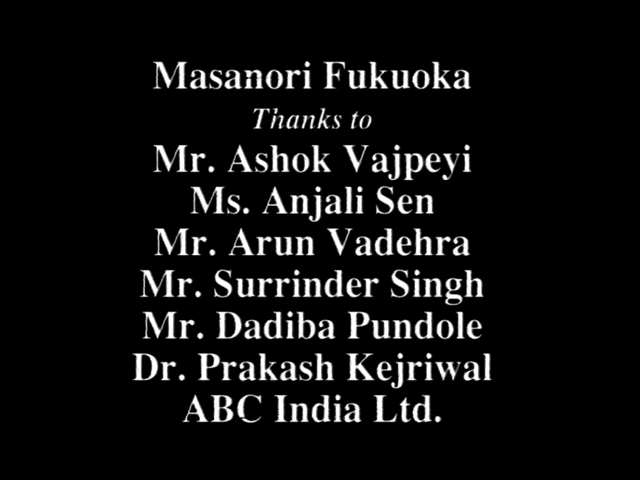 Masanori Fukuoka
Thanks to
Mr. Ashok Vajpeyi
Ms. Anjali Sen
Mr. Arun Vadehra
Mr. Surrinder Singh
Mr. Dadiba Pundole
Dr. Prakash Kejriwal
ABC India Ltd.